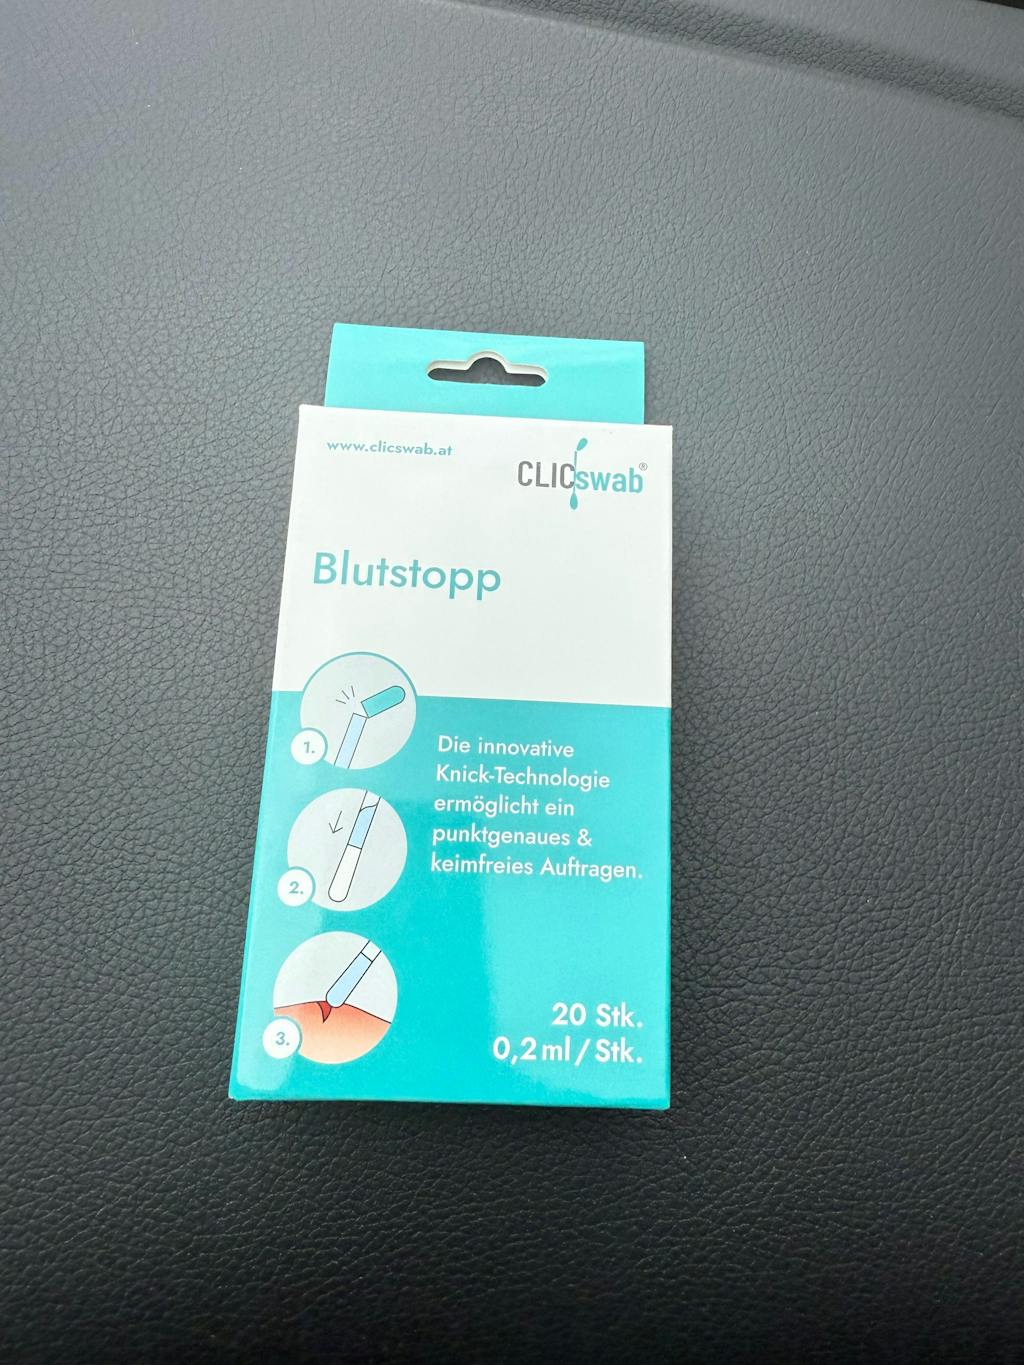 www.clicswab.at
CLICswab®
Blutstopp
1.
Die innovative
Knick-Technologie
ermöglicht ein
punktgenaues &
keimfreies Auftragen.
2.
3.
20 Stk.
0,2 ml / Stk.